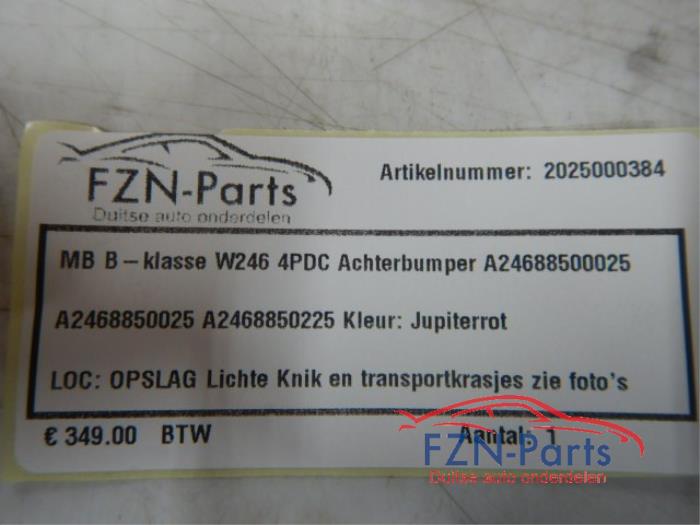 FZN-Parts
Duitse auto onderdelen
Artikelnummer: 2025000384
MB B-klasse W246 4PDC Achterbumper A24688500025
A2468850025 A2468850225 Kleur: Jupiterrot
LOC: OPSLAG Lichte Knik en transportkrasjes zie foto's
€ 349.00 BTW
Aantal: 1
FZN-Parts
Duitse auto onderdelen